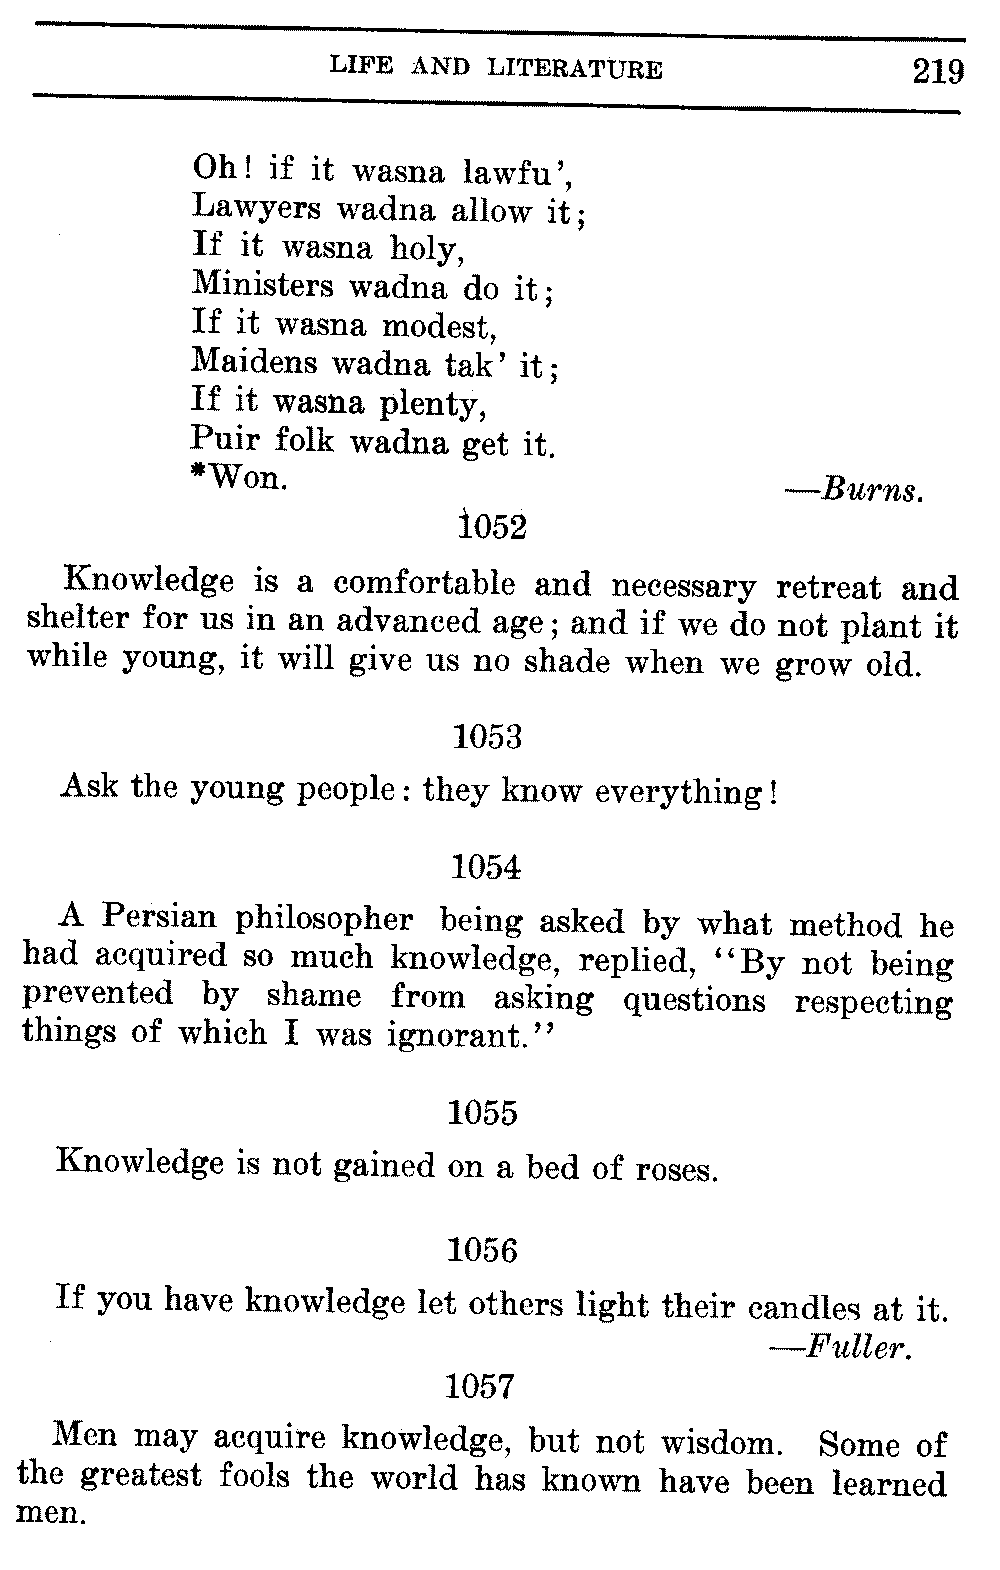 LIFE AND LITERATURE 219
Oh! if it wasna lawfu',
Lawyers wadna allow it;
If it wasna holy,
Ministers wadna do it;
If it wasna modest,
Maidens wadna tak' it;
If it wasna plenty,
Puir folk wadna get it.
*Won.
—Burns.
1052
Knowledge is a comfortable and necessary retreat and
shelter for us in an advanced age; and if we do not plant it
while young, it will give us no shade when we grow old.
1053
Ask the young people: they know everything!
1054
A Persian philosopher being asked by what method he
had acquired so much knowledge, replied, "By not being
prevented by shame from asking questions respecting
things of which I was ignorant."
1055
Knowledge is not gained on a bed of roses.
1056
If you have knowledge let others light their candles at it.
—Fuller.
1057
Men may acquire knowledge, but not wisdom. Some of
the greatest fools the world has known have been learned
men.